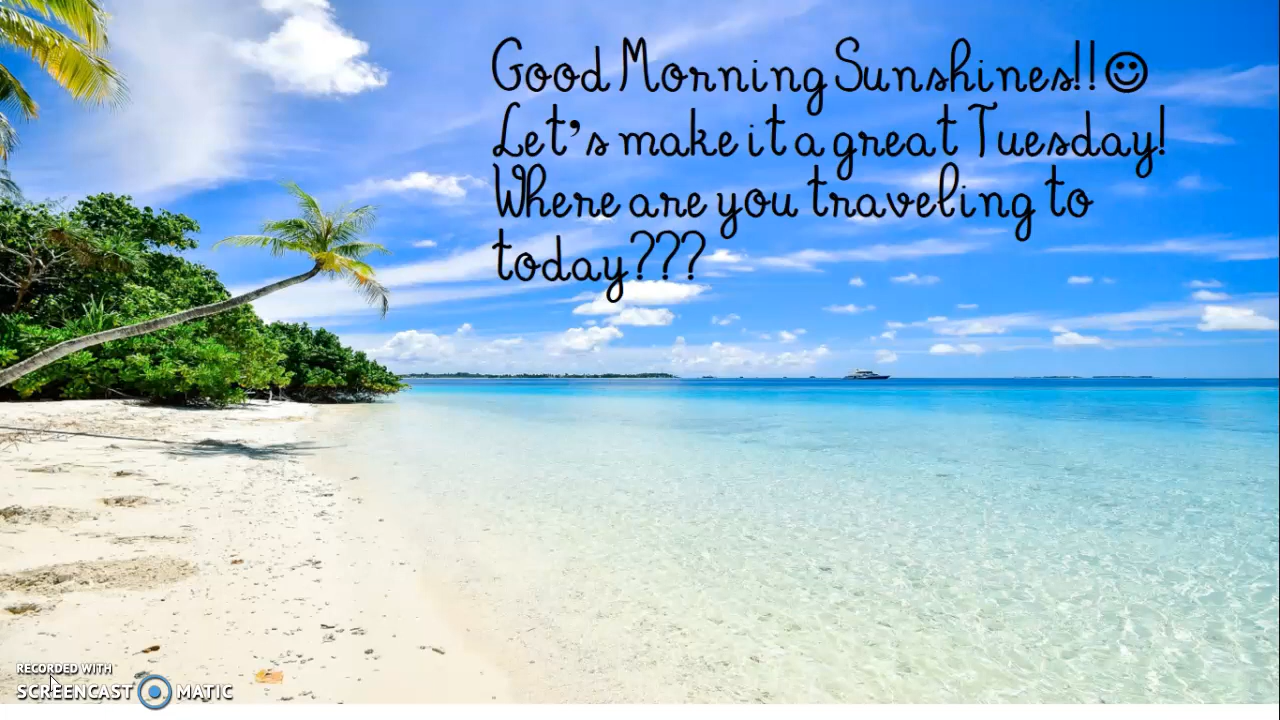 Good Morning Sunshines!!☺
Let's make it a great Tuesday!
Where are you traveling to
today???
RECORDED WITH
SCREENCAST MATIC